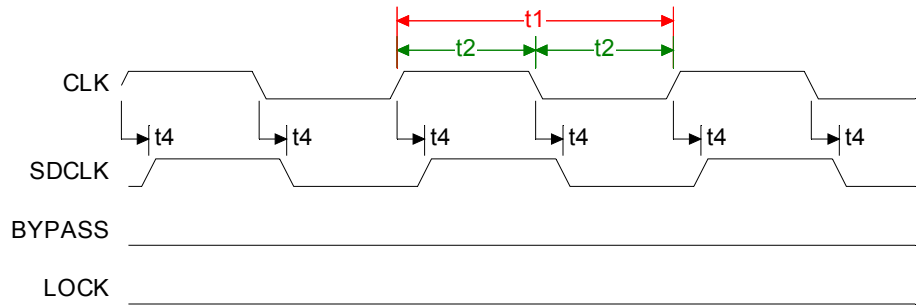 t1
t2 t2
CLK
t4 t4 t4 t4 t4 t4
SDCLK
BYPASS
LOCK